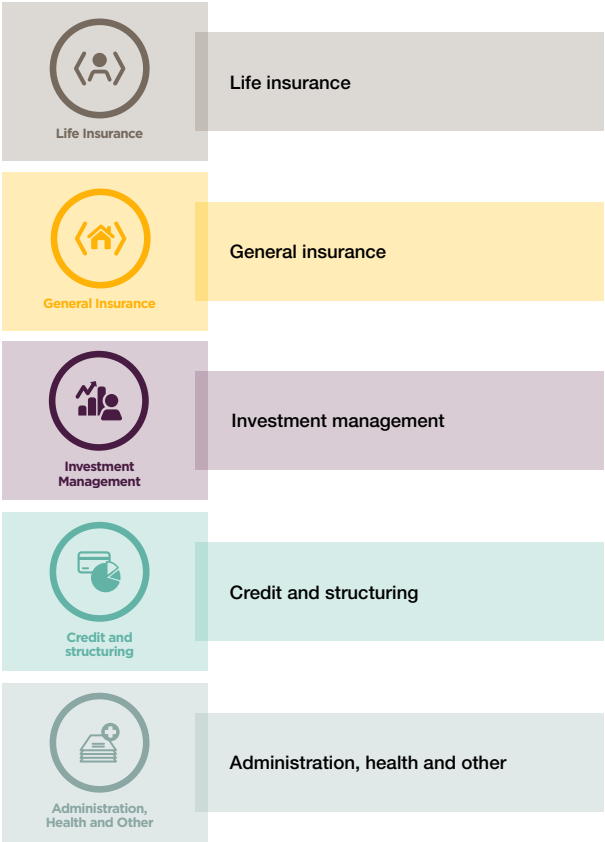 Life insurance
Life Insurance
General insurance
General Insurance
Investment management
Investment
Management
Credit and structuring
Credit and
structuring
Administration, health and other
Administration,
Health and Other